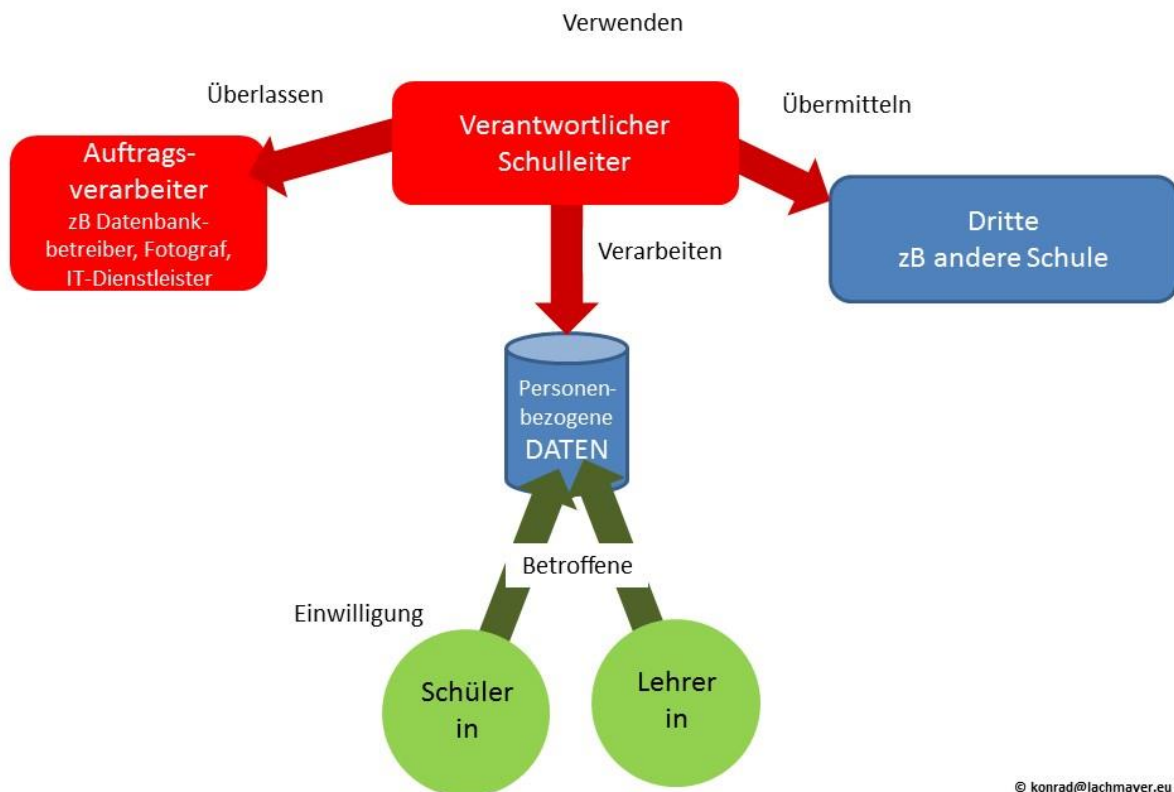 Verwenden
Überlassen
Verantwortlicher
Schulleiter
Übermitteln
Auftrags-
verarbeiter
zB Datenbank-
betreiber, Fotograf,
IT-Dienstleister
Dritte
zB andere Schule
Verarbeiten
Personen-
bezogene
DATEN
Betroffene
Einwilligung
Schüler
in
Lehrer
in
© konrad@lachmayer.eu